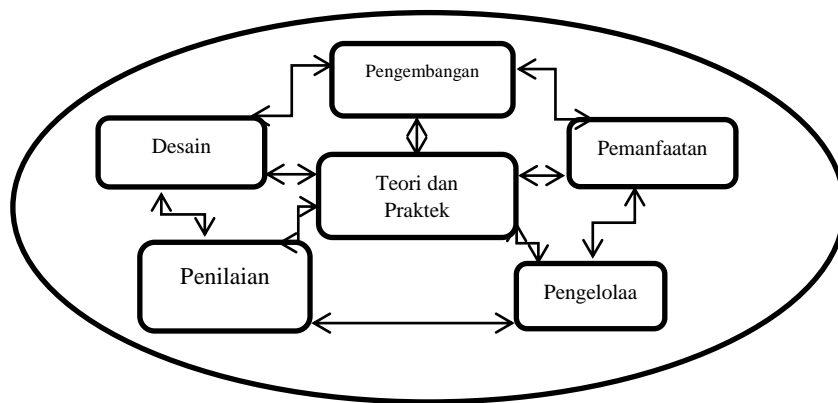 Pengembangan
Desain
Pemanfaatan
Teori dan
Praktek
Penilaian
Pengelolaa